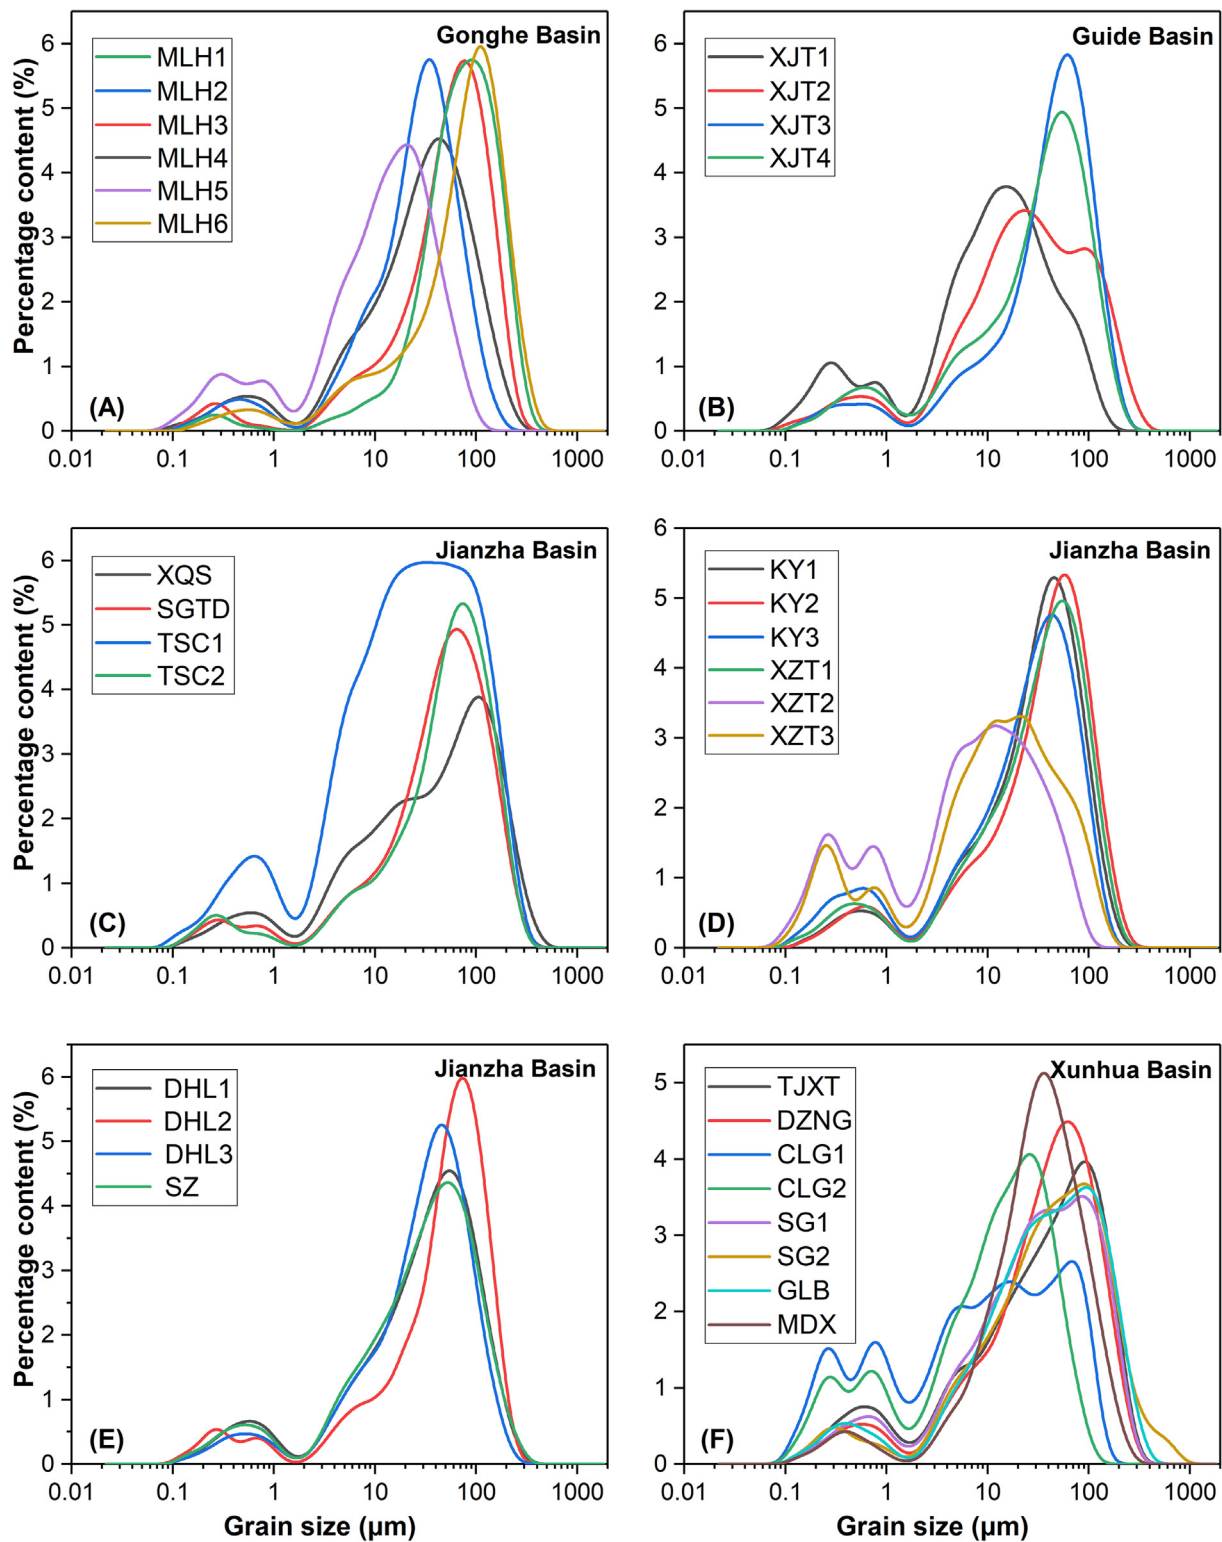 Gonghe Basin
MLH1
MLH2
MLH3
MLH4
MLH5
MLH6
Percentage content (%)
0
1
2
3
4
5
6
(A)
0.01 0.1 1 10 100 1000
Guide Basin
XJT1
XJT2
XJT3
XJT4
0
1
2
3
4
5
6
(B)
0.01 0.1 1 10 100 1000
Jianzha Basin
XQS
SGTD
TSC1
TSC2
Percentage content (%)
0
1
2
3
4
5
6
(C)
0.01 0.1 1 10 100 1000
Jianzha Basin
KY1
KY2
KY3
XZT1
XZT2
XZT3
0
1
2
3
4
5
6
(D)
0.01 0.1 1 10 100 1000
Jianzha Basin
DHL1
DHL2
DHL3
SZ
Percentage content (%)
0
1
2
3
4
5
6
(E)
0.01 0.1 1 10 100 1000
Grain size (μm)
Xunhua Basin
TJXT
DZNG
CLG1
CLG2
SG1
SG2
GLB
MDX
0
1
2
3
4
5
(F)
0.01 0.1 1 10 100 1000
Grain size (μm)